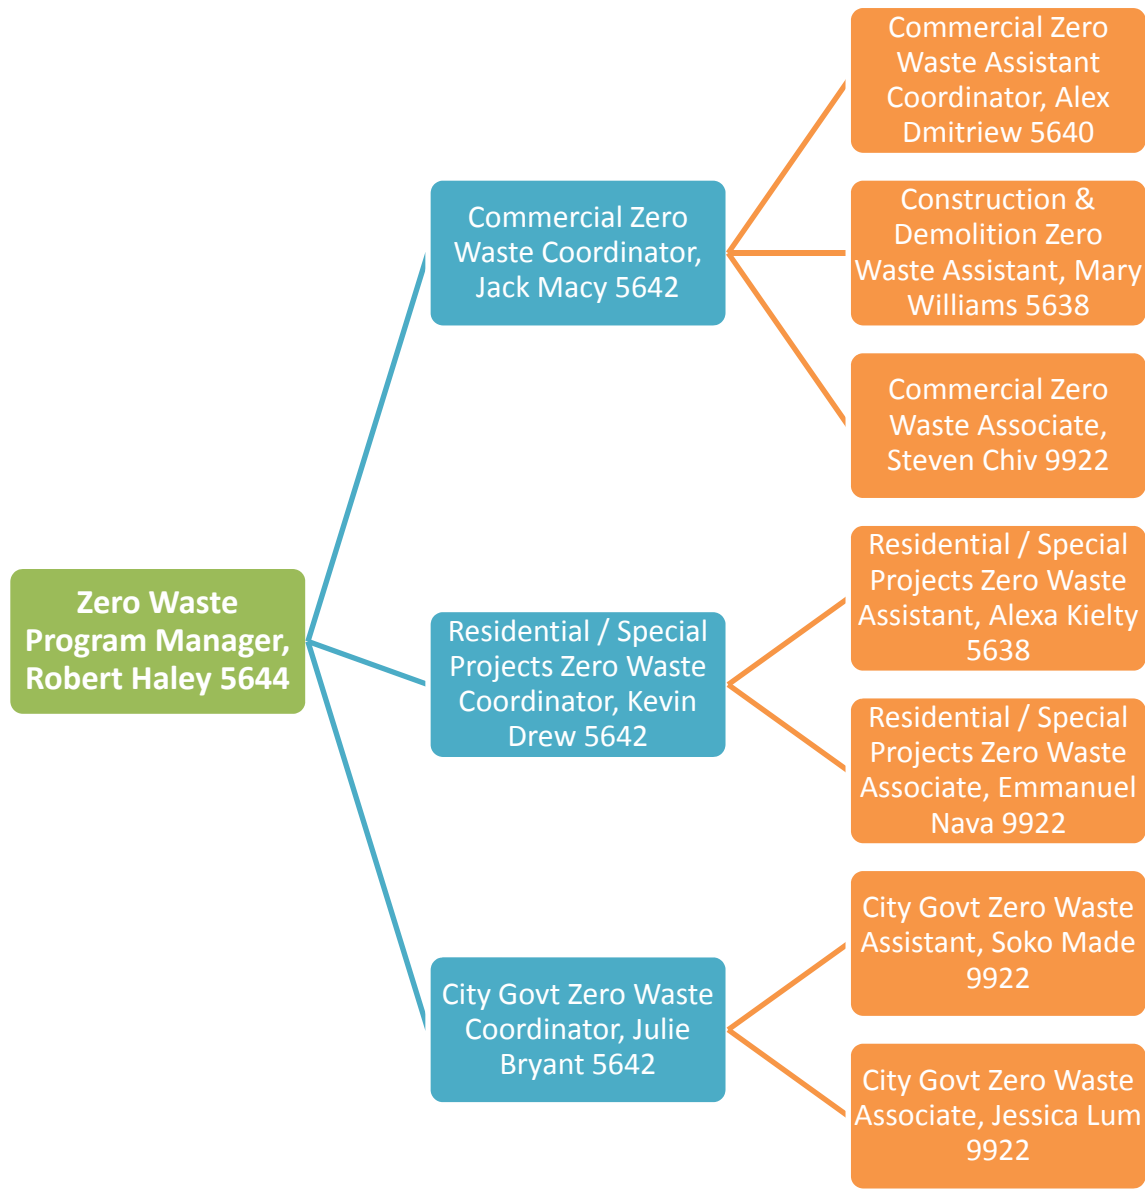 Zero Waste
Program Manager,
Robert Haley 5644
Commercial Zero
Waste Coordinator,
Jack Macy 5642
Commercial Zero
Waste Assistant
Coordinator, Alex
Dmitriew 5640
Construction &
Demolition Zero
Waste Assistant, Mary
Williams 5638
Commercial Zero
Waste Associate,
Steven Chiv 9922
Residential / Special
Projects Zero Waste
Coordinator, Kevin
Drew 5642
Residential / Special
Projects Zero Waste
Assistant, Alexa Kielty
5638
Residential / Special
Projects Zero Waste
Associate, Emmanuel
Nava 9922
City Govt Zero Waste
Coordinator, Julie
Bryant 5642
City Govt Zero Waste
Assistant, Soko Made
9922
City Govt Zero Waste
Associate, Jessica Lum
9922